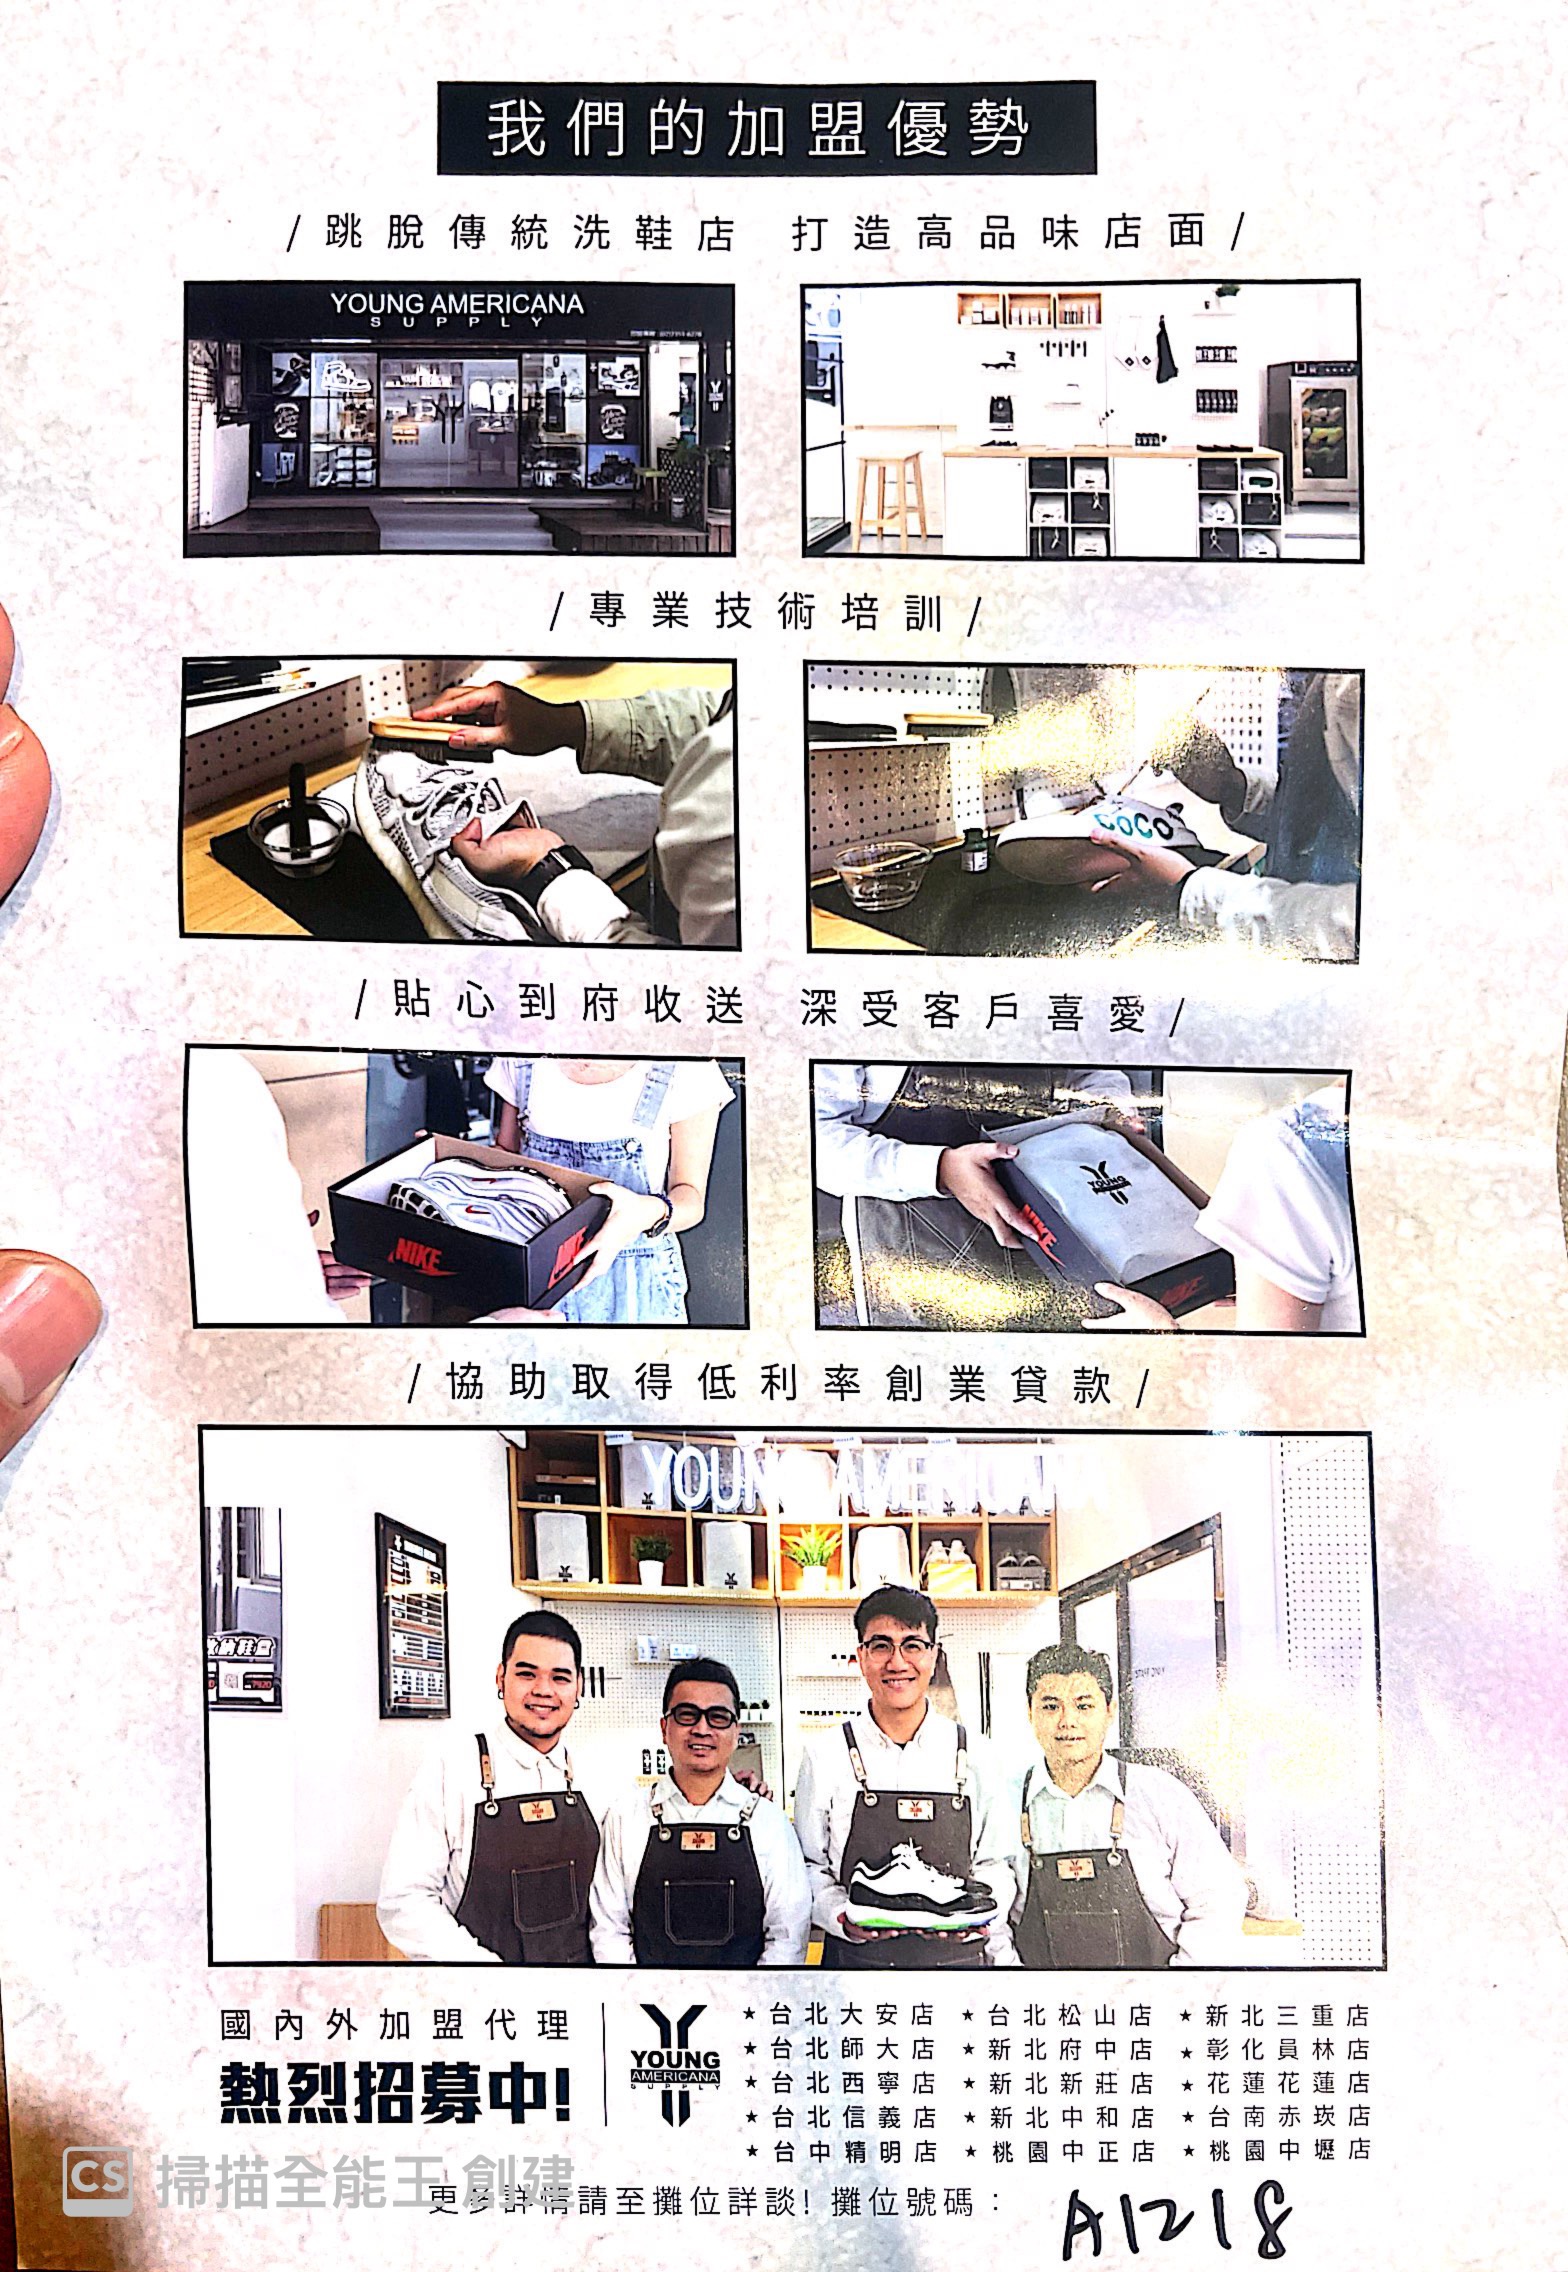 我們的加盟優勢
/ 跳脫傳統洗鞋店 打造高品味店面 /
YOUNG AMERICANA
SUPPLY
/ 專業技術培訓 /
COCO
/ 貼心到府收送 深受客戶喜愛 /
NIKE
YOUNG
NIKE
/ 協助取得低利率創業貸款 /
YOUNG AMERICA
國內外加盟代理
熱烈招募中!
YOUNG
AMERICANA
SUPPLY
★台北大安店 ★台北松山店 ★新北三重店
★台北師大店 ★新北府中店 ★彰化員林店
★台北西寧店 ★新北新莊店 ★花蓮花蓮店
★台北信義店 ★新北中和店 ★台南赤崁店
★台中精明店 ★桃園中正店 ★桃園中壢店
CS 掃描全能王 創建
更多詳情請至攤位詳談! 攤位號碼： A1218